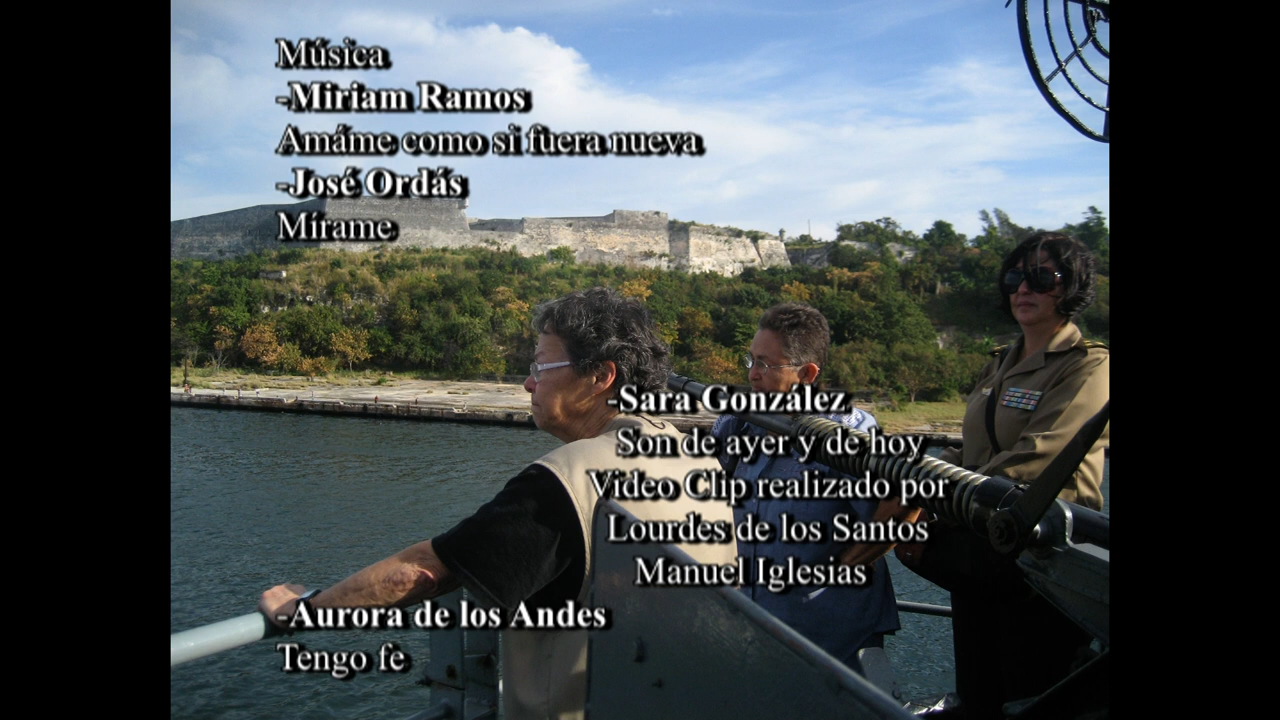 Música
-Miriam Ramos
Amáme como si fuera nueva
-José Ordás
Mírame
-Sara González
Son de ayer y de hoy
Video Clip realizado por
Lourdes de los Santos
Manuel Iglesias
-Aurora de los Andes
Tengo fe